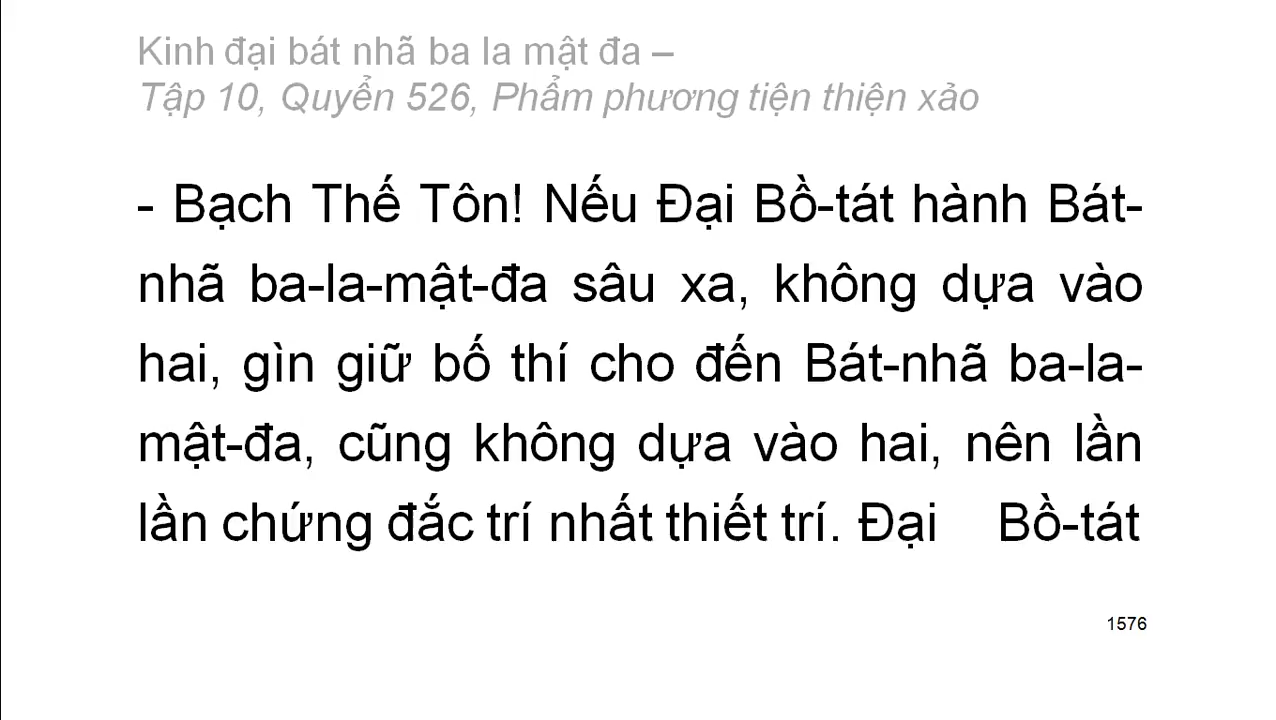 Kinh đại bát nhã ba la mật đa –
Tập 10, Quyển 526, Phẩm phương tiện thiện xảo
- Bạch Thế Tôn! Nếu Đại Bồ-tát hành Bát-
nhã ba-la-mật-đa sâu xa, không dựa vào
hai, gìn giữ bố thí cho đến Bát-nhã ba-la-
mật-đa, cũng không dựa vào hai, nên lần
lần chứng đắc trí nhất thiết trí. Đại Bồ-tát
1576